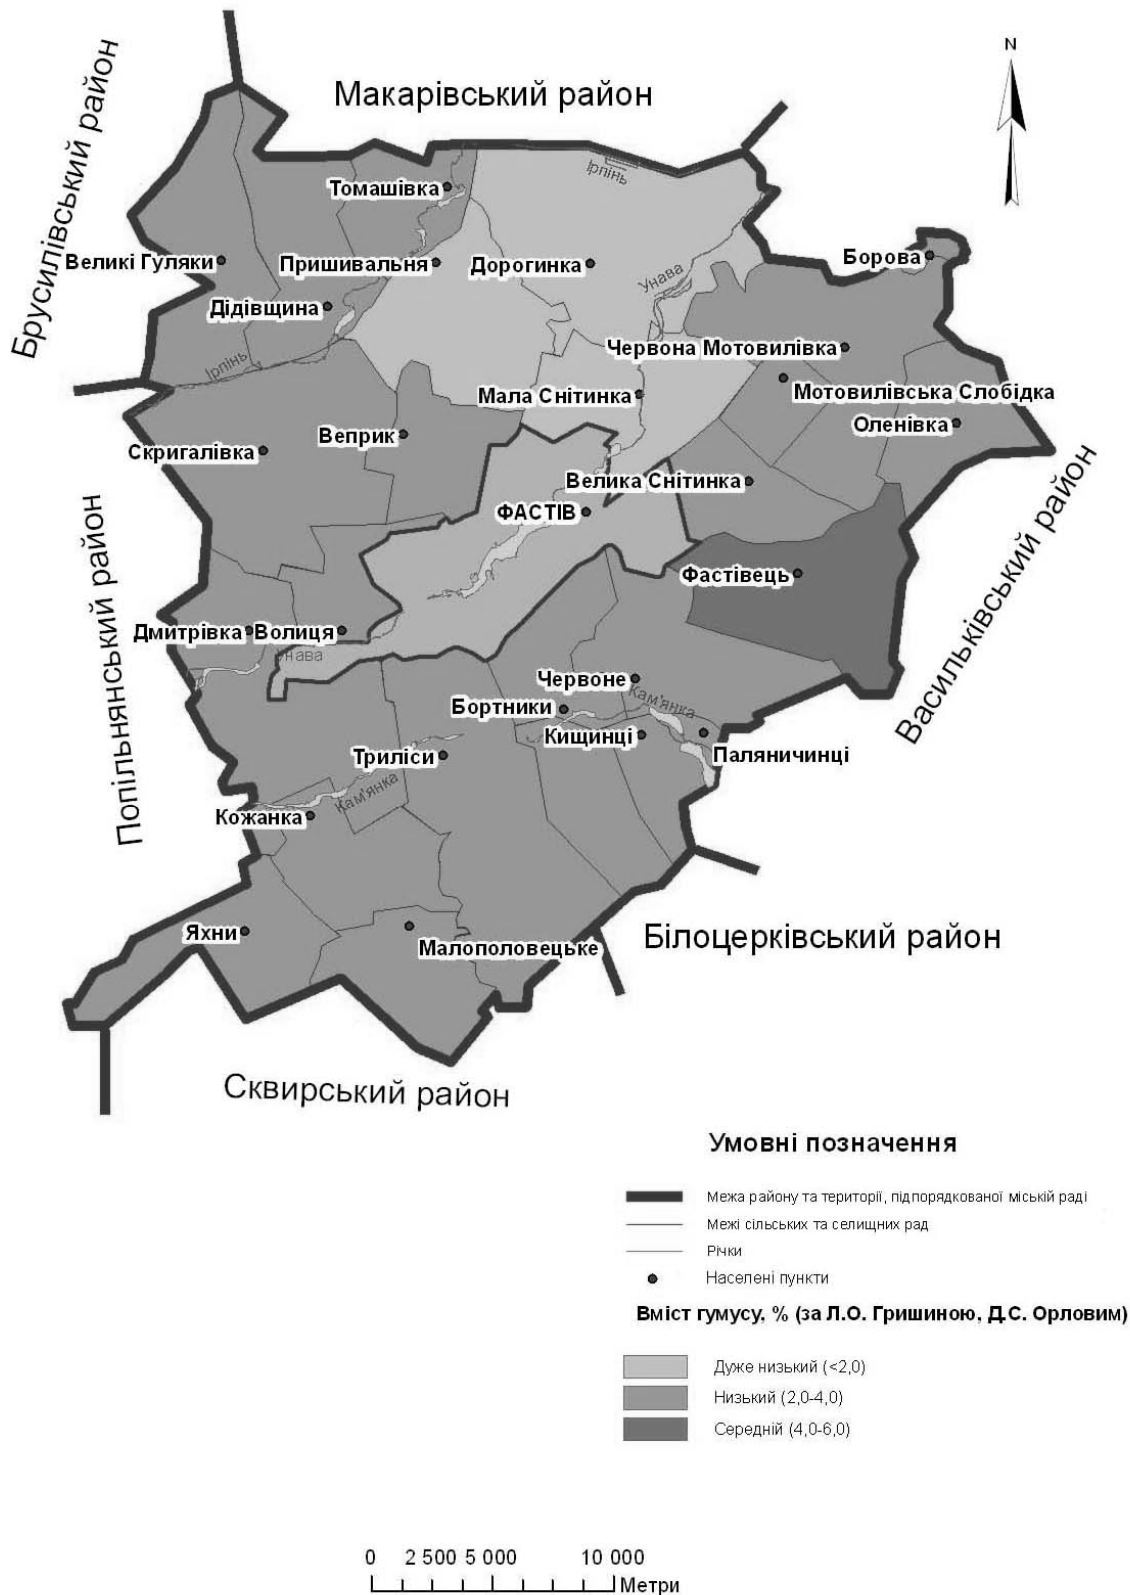 N
Макарівський район
Брусилівський район
Ірпінь
Томашівка
Борова
Великі Гуляки
Пришивальня
Дорогинка
Унава
Дідівщина
Червона Мотовилівка
Ірпінь
Мала Снітинка
Мотовилівська Слобідка
Оленівка
Веприк
Скригалівка
Велика Снітинка
ФАСТІВ
Васильківський район
Попільнянський район
Фастівець
Дмитрівка
Волиця
Унава
Червоне
Кам'янка
Бортники
Кищинці
Паляничинці
Триліси
Кам'янка
Кожанка
Яхни
Малополовецьке
Білоцерківський район
Сквирський район
Умовні позначення
Межа району та території, підпорядкованої міській раді
Межі сільських та селищних рад
Річки
Населені пункти
Вміст гумусу, % (за Л.О. Гришиною, Д.С. Орловим)
Дуже низький (<2,0)
Низький (2,0-4,0)
Середній (4,0-6,0)
0 2 500 5 000 10 000
Метри